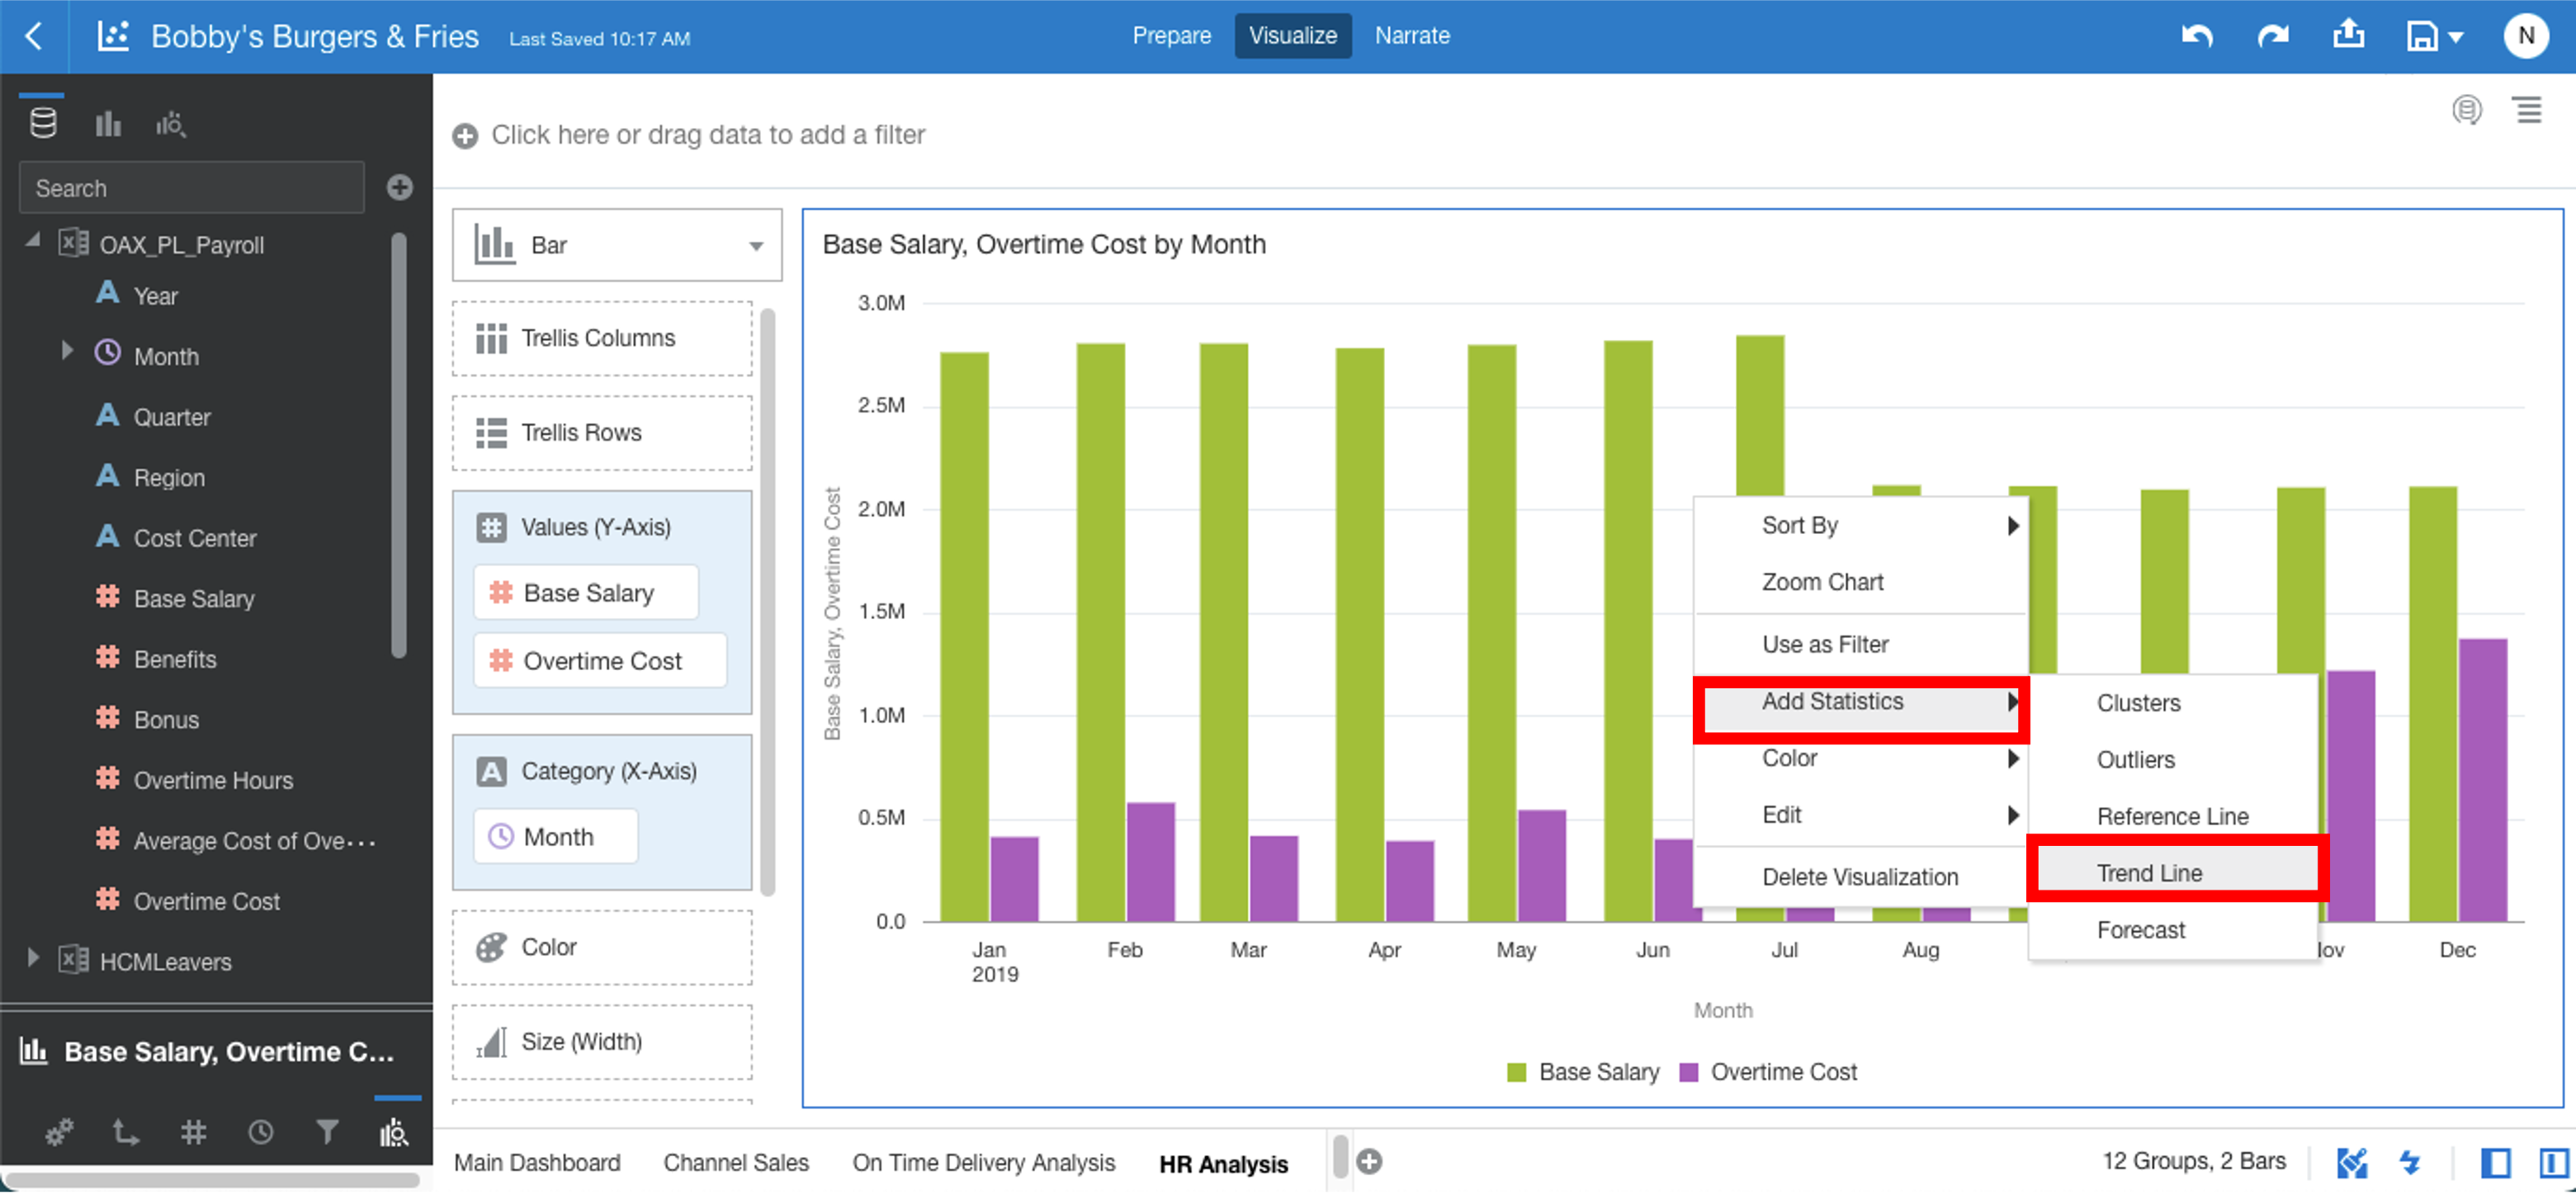 Bobby's Burgers & Fries Last Saved 10:17 AM Prepare Visualize Narrate N
Search
OAX_PL_Payroll
Year
Month
Quarter
Region
Cost Center
Base Salary
Benefits
Bonus
Overtime Hours
Average Cost of Ove···
Overtime Cost
HCMLeavers
Base Salary, Overtime C...
Click here or drag data to add a filter
Bar
Trellis Columns
Trellis Rows
Values (Y-Axis)
Base Salary
Overtime Cost
Category (X-Axis)
Month
Color
Size (Width)
Base Salary, Overtime Cost by Month
Base Salary, Overtime Cost
3.0M
2.5M
2.0M
1.5M
1.0M
0.5M
0.0
Jan Feb Mar Apr May Jun Jul Aug ov Dec
2019
Month
Base Salary Overtime Cost
Sort By
Zoom Chart
Use as Filter
Add Statistics
Color
Edit
Delete Visualization
Clusters
Outliers
Reference Line
Trend Line
Forecast
Main Dashboard Channel Sales On Time Delivery Analysis HR Analysis 12 Groups, 2 Bars